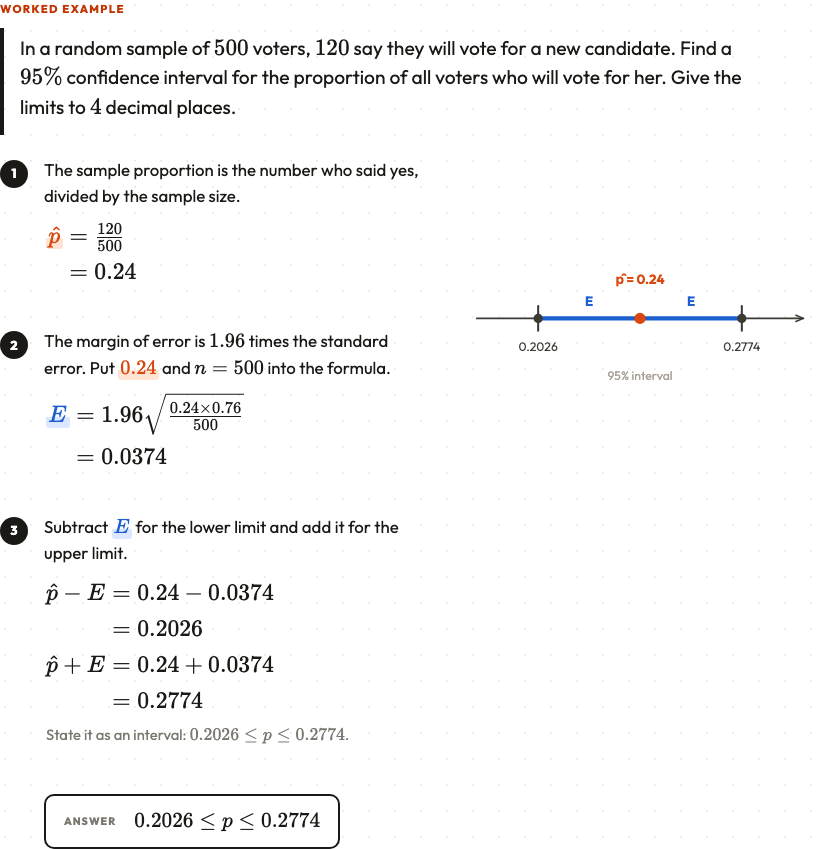 WORKED EXAMPLE
In a random sample of 500 voters, 120 say they will vote for a new candidate. Find a
95% confidence interval for the proportion of all voters who will vote for her. Give the
limits to 4 decimal places.
1 The sample proportion is the number who said yes,
divided by the sample size.
p̂ = 120/500
= 0.24
2 The margin of error is 1.96 times the standard
error. Put 0.24 and n = 500 into the formula.
E = 1.96√(0.24×0.76/500)
= 0.0374
3 Subtract E for the lower limit and add it for the
upper limit.
p̂ − E = 0.24 − 0.0374
= 0.2026
p̂ + E = 0.24 + 0.0374
= 0.2774
State it as an interval: 0.2026 ≤ p ≤ 0.2774.
ANSWER 0.2026 ≤ p ≤ 0.2774
p̂ = 0.24
E E
0.2026 0.2774
95% interval